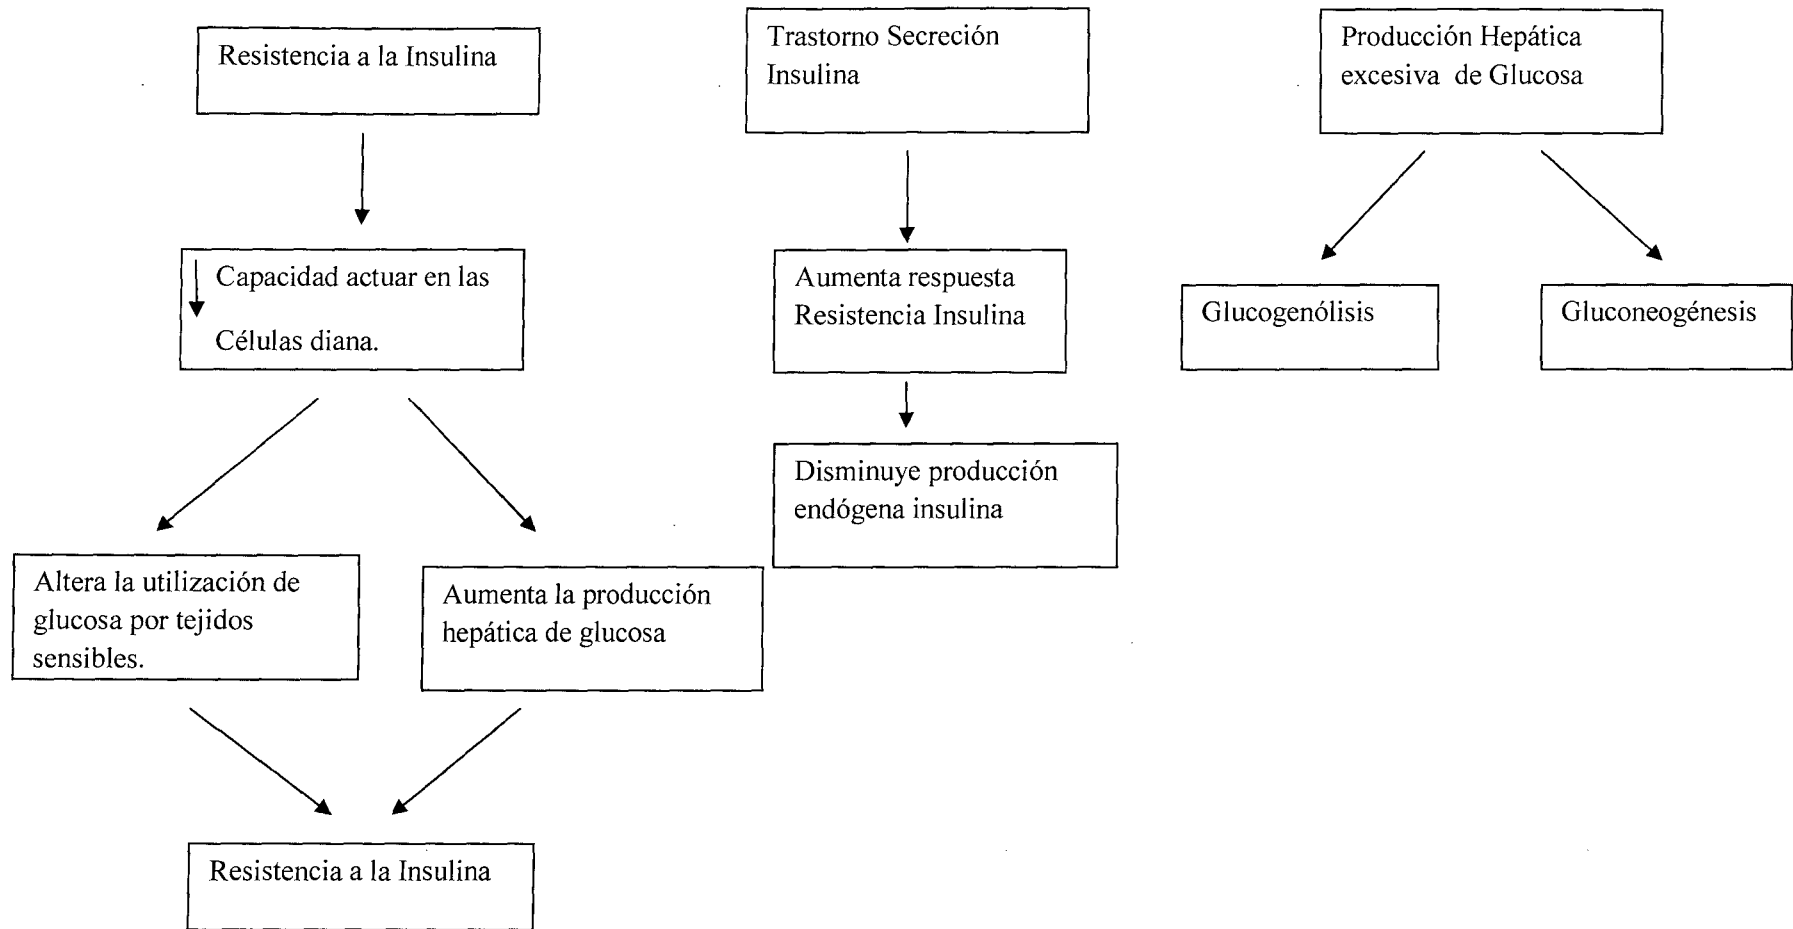 Resistencia a la Insulina
Capacidad actuar en las
Células diana.
Altera la utilización de
glucosa por tejidos
sensibles.
Aumenta la producción
hepática de glucosa
Resistencia a la Insulina
Trastorno Secreción
Insulina
Aumenta respuesta
Resistencia Insulina
Disminuye producción
endógena insulina
Producción Hepática
excesiva de Glucosa
Glucogenólisis
Gluconeogénesis